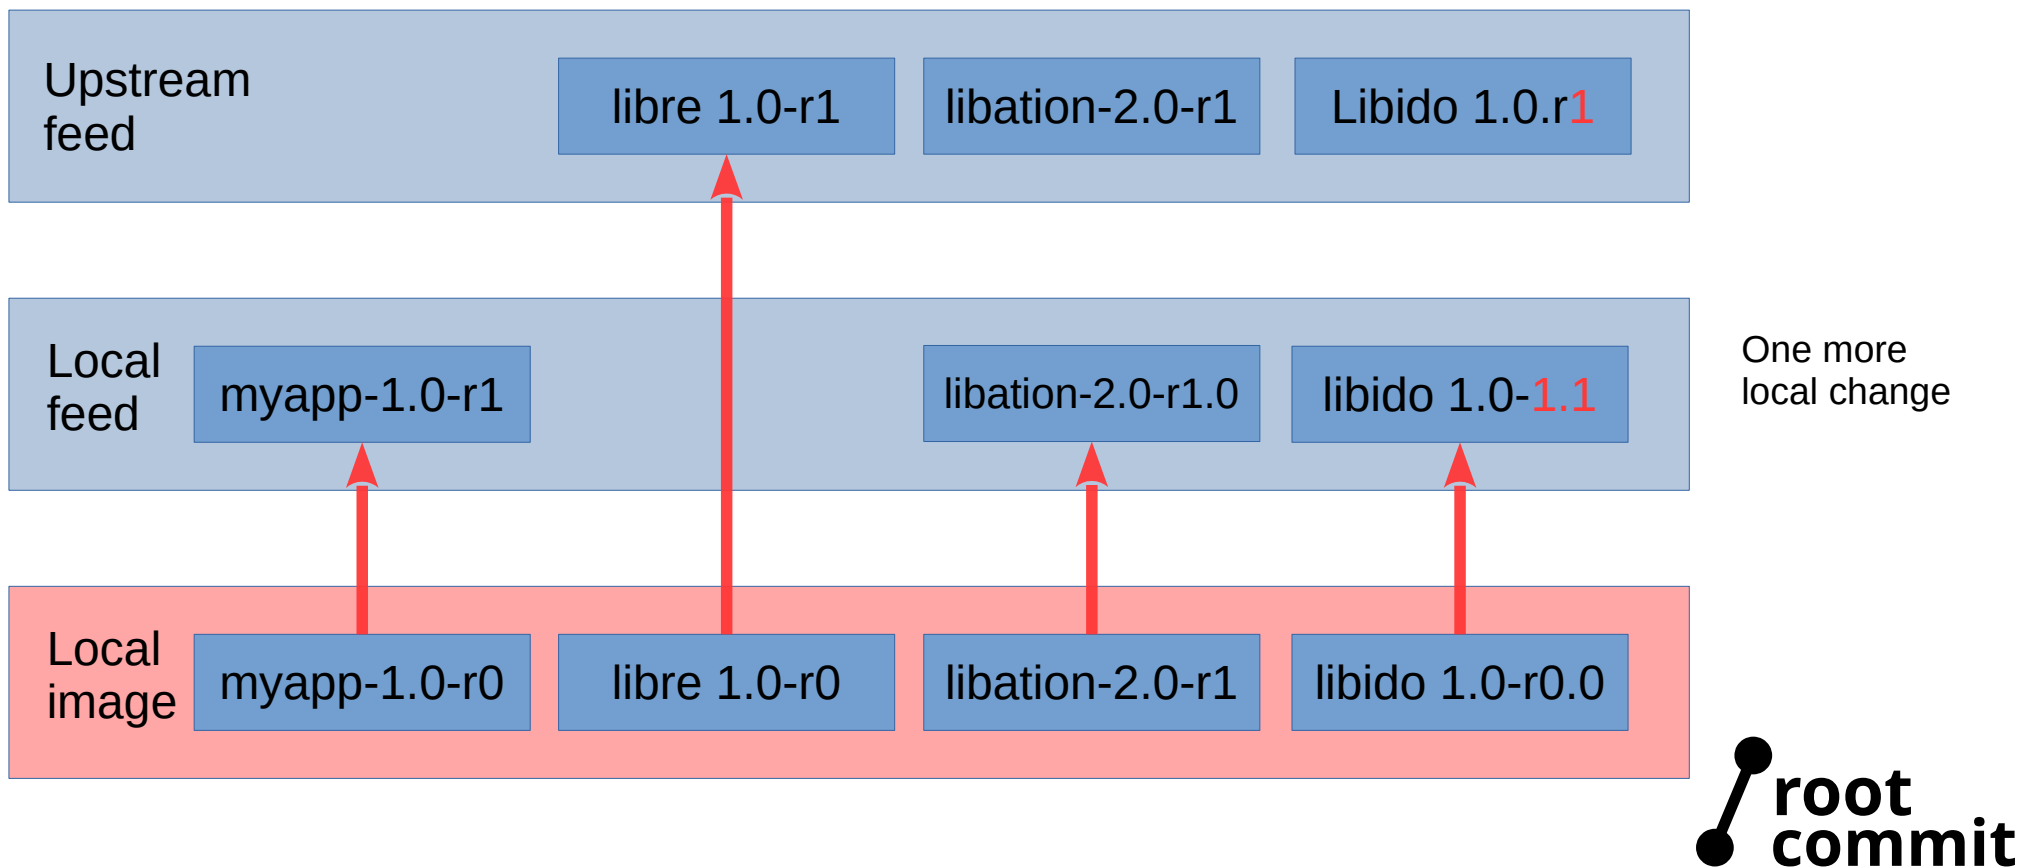 Upstream
feed
libre 1.0-r1
libation-2.0-r1
Libido 1.0.r1
Local
feed
myapp-1.0-r1
libation-2.0-r1.0
libido 1.0-1.1
One more
local change
Local
image
myapp-1.0-r0
libre 1.0-r0
libation-2.0-r1
libido 1.0-r0.0
root
commit